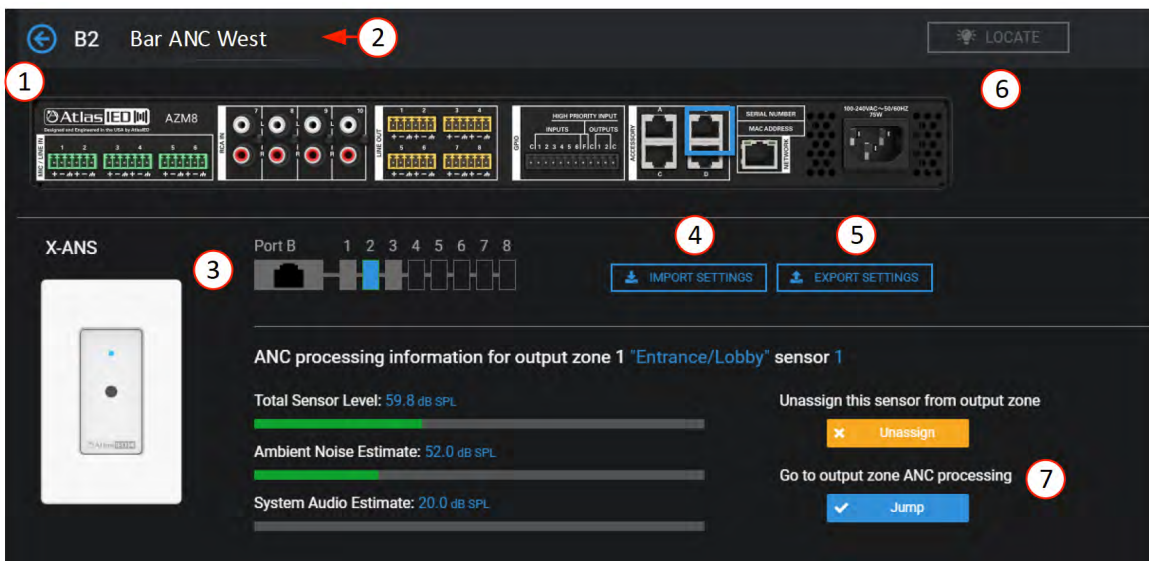 B2 Bar ANC West
2
LOCATE
1
6
AtlasIED AZM8
Designed and Engineered in the USA by AtlasIED
MIC / LINE IN
1 2 3 4 5 6
RCA IN
7 8 9 10
L L L L
R R R R
LINE OUT
1 2 3 4
5 6 7 8
GPIO
HIGH PRIORITY INPUT
INPUTS OUTPUTS
C 1 2 3 4 5 6 F C 1 2 C
ACCESSORY
A
C D
SERIAL NUMBER
MAC ADDRESS
NETWORK
100-240VAC~50/60HZ
75W
X-ANS
3
Port B 1 2 3 4 5 6 7 8
4
5
IMPORT SETTINGS
EXPORT SETTINGS
ANC processing information for output zone 1 "Entrance/Lobby" sensor 1
Total Sensor Level: 59.8 dB SPL
Ambient Noise Estimate: 52.0 dB SPL
System Audio Estimate: 20.0 dB SPL
Unassign this sensor from output zone
Unassign
Go to output zone ANC processing
7
Jump
AtlasIED